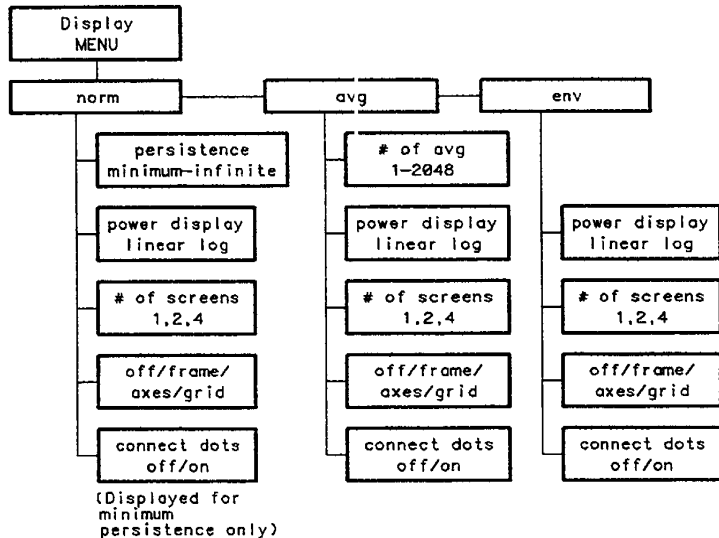 Display
MENU
norm
avg
env
persistence
minimum-infinite
# of avg
1-2048
power display
linear log
power display
linear log
power display
linear log
# of screens
1,2,4
# of screens
1,2,4
# of screens
1,2,4
off/frame/
axes/grid
off/frame/
axes/grid
off/frame/
axes/grid
connect dots
off/on
connect dots
off/on
connect dots
off/on
(Displayed for
minimum
persistence only)